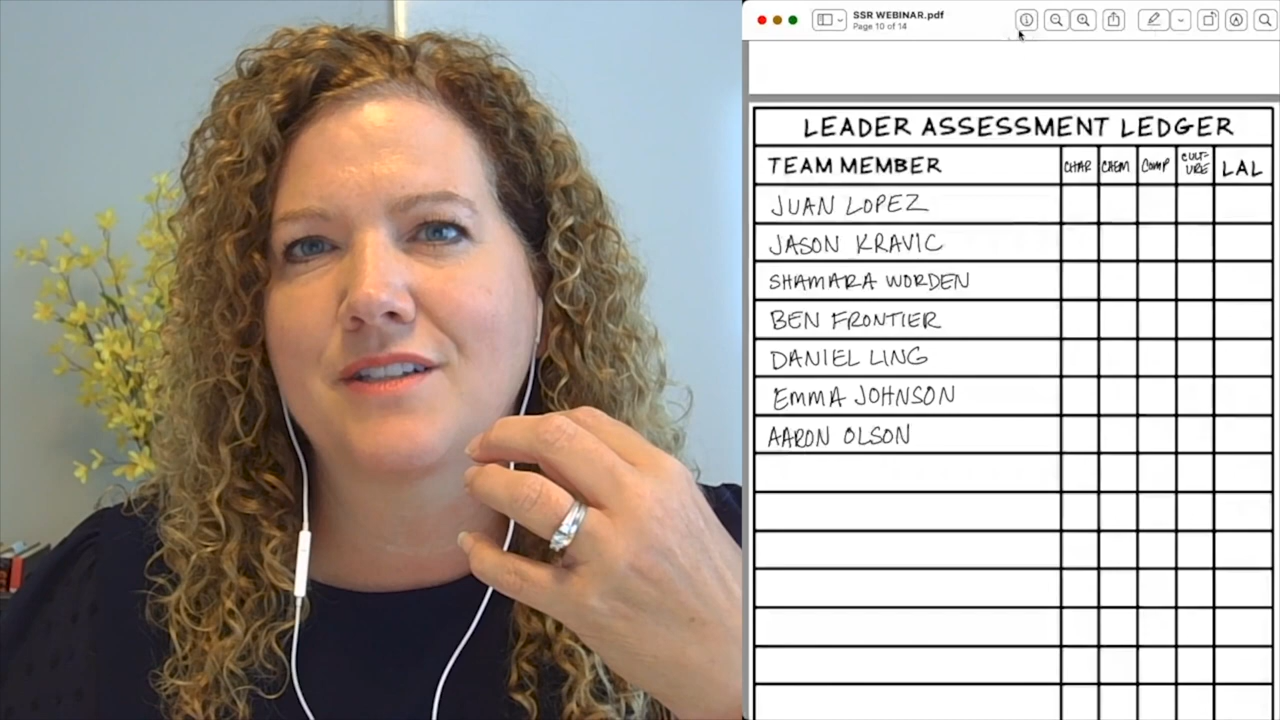 SSR WEBINAR.pdf
Page 10 of 14
LEADER ASSESSMENT LEDGER
TEAM MEMBER CHAR CHEM COMP CULT-URE LAL
JUAN LOPEZ
JASON KRAVIC
SHAMARA WORDEN
BEN FRONTIER
DANIEL LING
EMMA JOHNSON
AARON OLSON